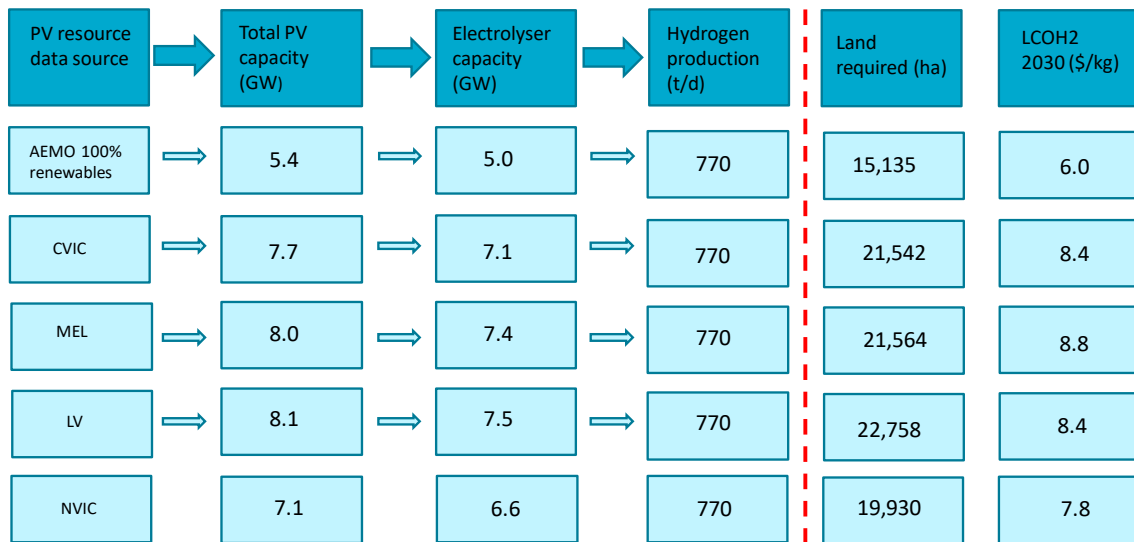 PV resource
data source
Total PV
capacity
(GW)
Electrolyser
capacity
(GW)
Hydrogen
production
(t/d)
Land
required (ha)
LCOH2
2030 ($/kg)
AEMO 100%
renewables
5.4
5.0
770
15,135
6.0
CVIC
7.7
7.1
770
21,542
8.4
MEL
8.0
7.4
770
21,564
8.8
LV
8.1
7.5
770
22,758
8.4
NVIC
7.1
6.6
770
19,930
7.8